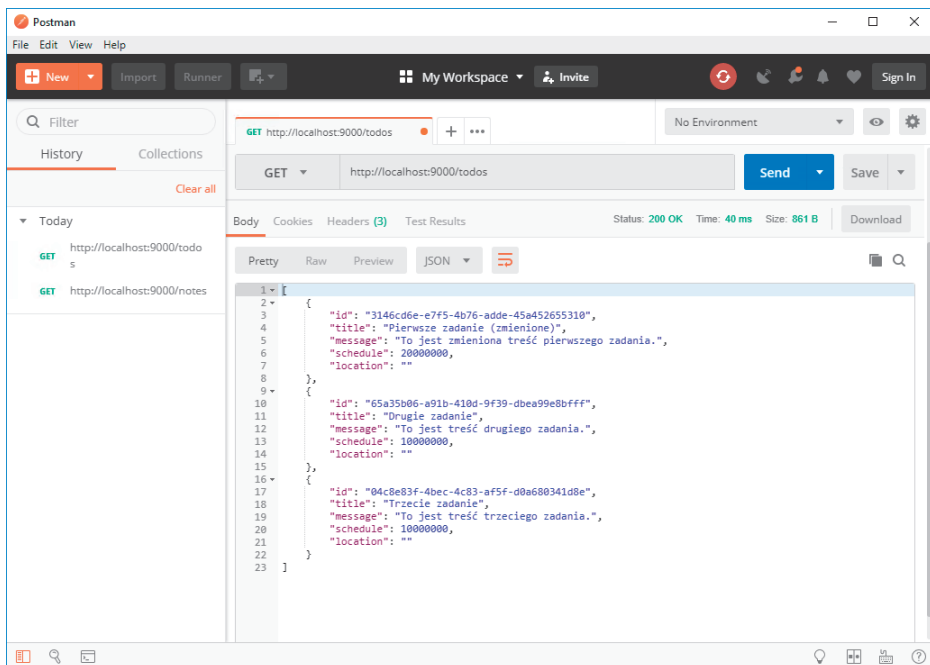 Postman
File Edit View Help
New Import Runner My Workspace Invite Sign In
Filter
History Collections
Clear all
Today
GET http://localhost:9000/todo
s
GET http://localhost:9000/notes
GET http://localhost:9000/todos + ••• No Environment
GET http://localhost:9000/todos Send Save
Body Cookies Headers (3) Test Results Status: 200 OK Time: 40 ms Size: 861 B Download
Pretty Raw Preview JSON
1 [
2 {
3 "id": "3146cd6e-e7f5-4b76-adde-45a452655310",
4 "title": "Pierwsze zadanie (zmienione)",
5 "message": "To jest zmieniona treść pierwszego zadania.",
6 "schedule": 20000000,
7 "location": ""
8 },
9 {
10 "id": "65a35b06-a91b-410d-9f39-dbea99e8bfff",
11 "title": "Drugie zadanie",
12 "message": "To jest treść drugiego zadania.",
13 "schedule": 10000000,
14 "location": ""
15 },
16 {
17 "id": "04c8e83f-4bec-4c83-af5f-d0a680341d8e",
18 "title": "Trzecie zadanie",
19 "message": "To jest treść trzeciego zadania.",
20 "schedule": 10000000,
21 "location": ""
22 }
23 ]